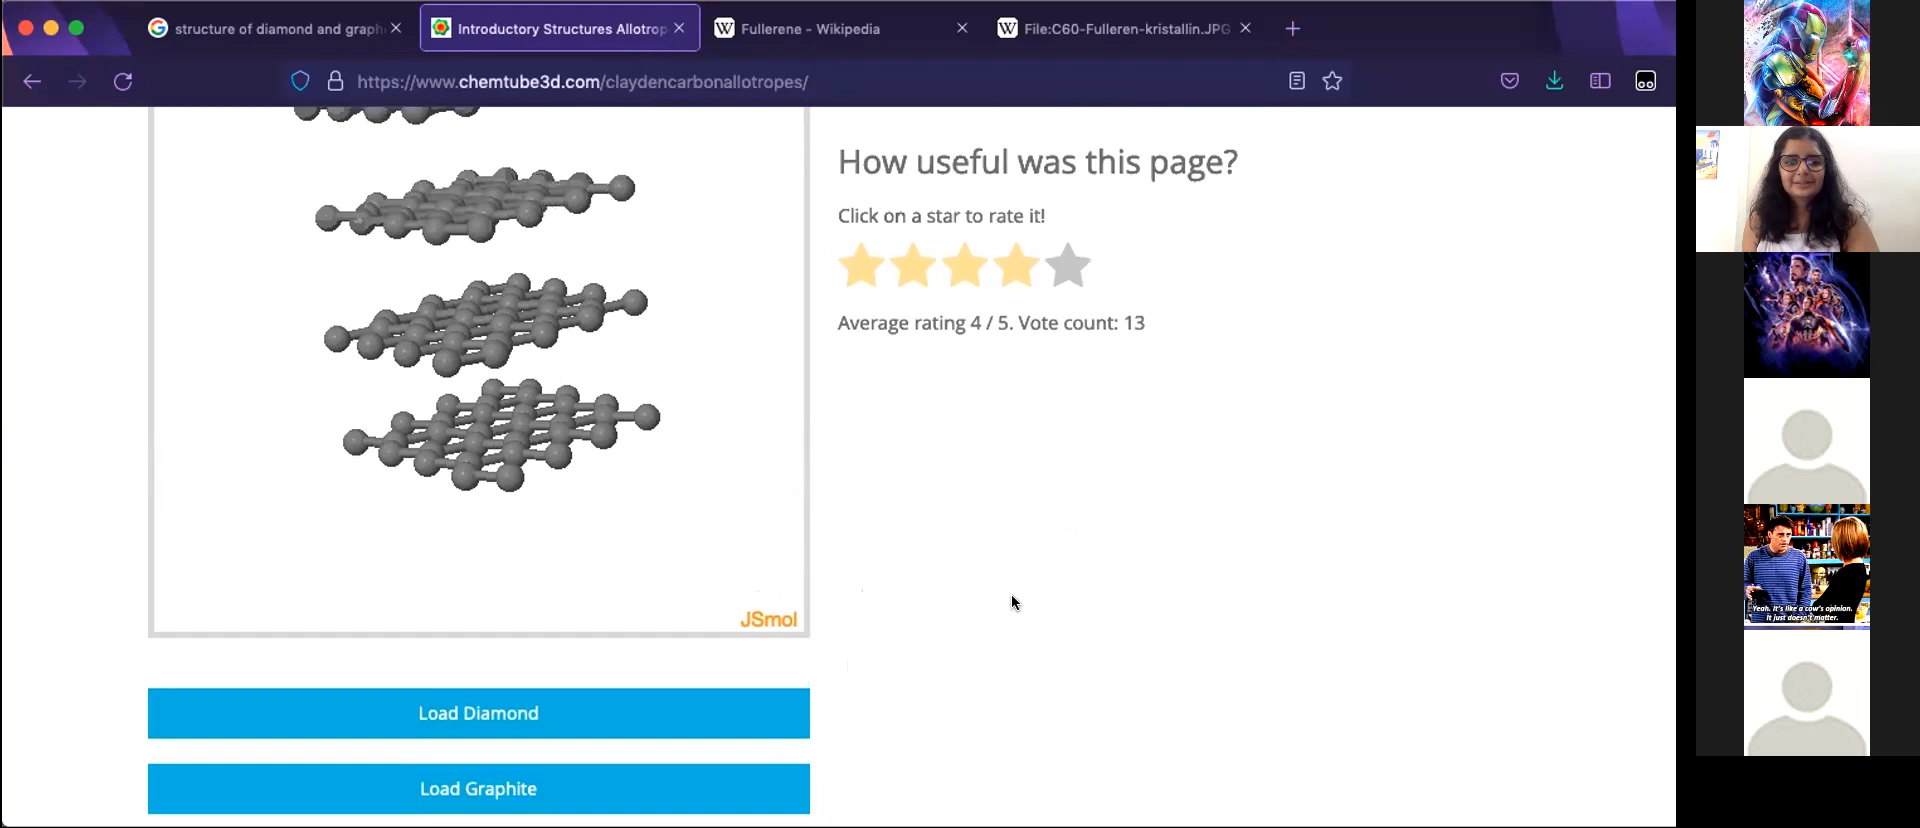 structure of diamond and graph
Introductory Structures Allotrop
Fullerene - Wikipedia
File:C60-Fulleren-kristallin.JPG
https://www.chemtube3d.com/claydencarbonallotropes/
How useful was this page?
Click on a star to rate it!
Average rating 4 / 5. Vote count: 13
JSmol
Load Diamond
Load Graphite
Yeah. It's like a cow's opinion.
It just doesn't matter.